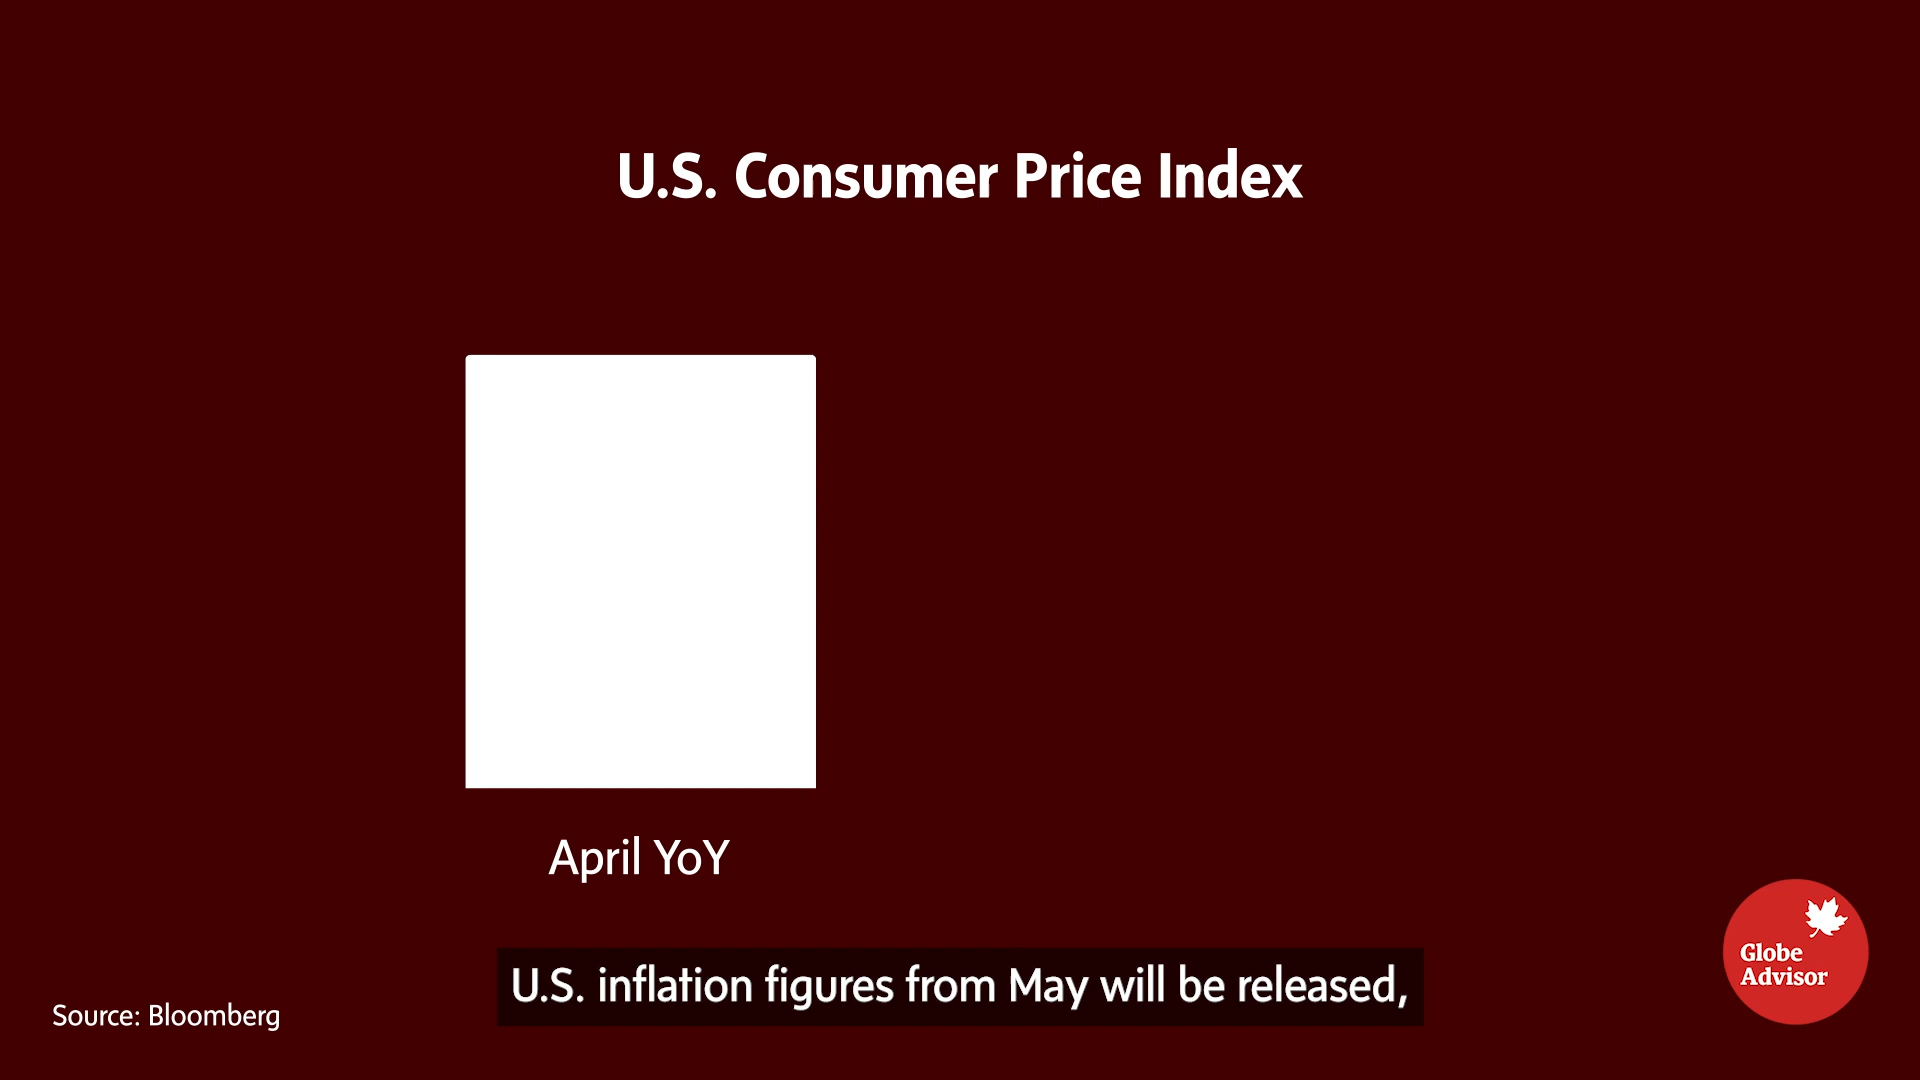 U.S. Consumer Price Index
April YoY
U.S. inflation figures from May will be released,
Source: Bloomberg
Globe
Advisor